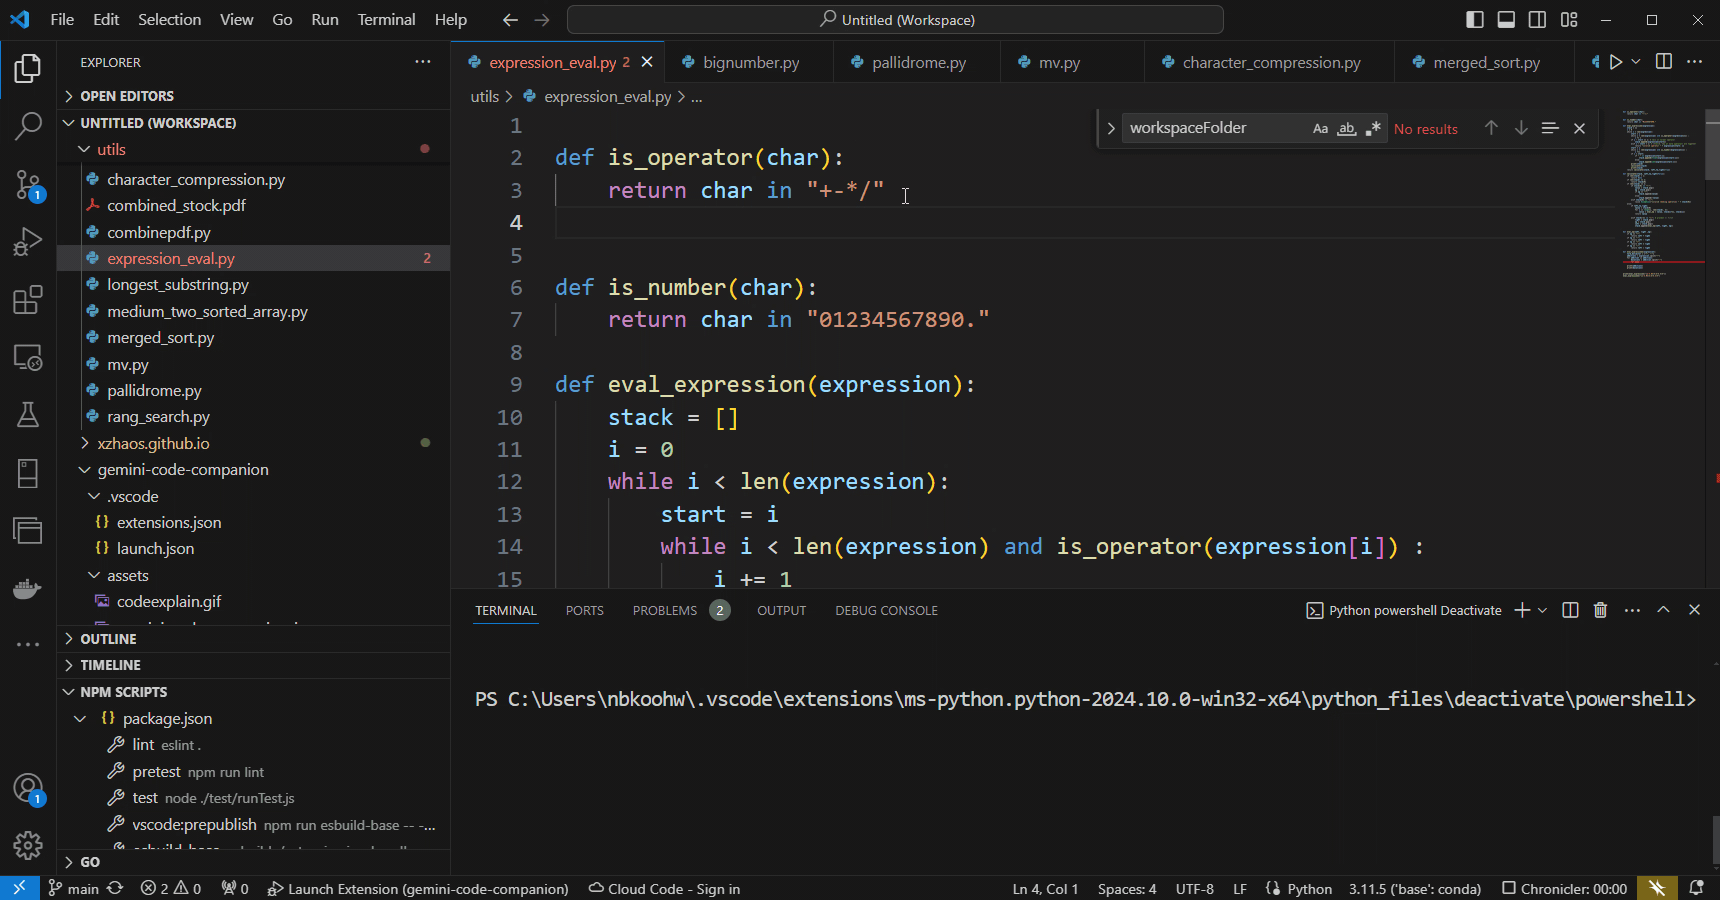 File Edit Selection View Go Run Terminal Help
Untitled (Workspace)
EXPLORER
OPEN EDITORS
UNTITLED (WORKSPACE)
utils
character_compression.py
combined_stock.pdf
combinepdf.py
expression_eval.py 2
longest_substring.py
medium_two_sorted_array.py
merged_sort.py
mv.py
pallidrome.py
rang_search.py
xzhaos.github.io
gemini-code-companion
.vscode
extensions.json
launch.json
assets
codeexplain.gif
OUTLINE
TIMELINE
NPM SCRIPTS
package.json
lint eslint .
pretest npm run lint
test node ./test/runTest.js
vscode:prepublish npm run esbuild-base -- -...
GO
1
1
expression_eval.py 2
bignumber.py
pallidrome.py
mv.py
character_compression.py
merged_sort.py
utils > expression_eval.py > ...
workspaceFolder Aa ab No results
1
2 def is_operator(char):
3 return char in "+-*/"
4
5
6 def is_number(char):
7 return char in "01234567890."
8
9 def eval_expression(expression):
10 stack = []
11 i = 0
12 while i < len(expression):
13 start = i
14 while i < len(expression) and is_operator(expression[i]) :
15 i += 1
TERMINAL PORTS PROBLEMS 2 OUTPUT DEBUG CONSOLE
Python powershell Deactivate
PS C:\Users\nbkoohw\.vscode\extensions\ms-python.python-2024.10.0-win32-x64\python_files\deactivate\powershell>
main 2 0 0 Launch Extension (gemini-code-companion) Cloud Code - Sign in
Ln 4, Col 1 Spaces: 4 UTF-8 LF Python 3.11.5 ('base': conda) Chronicler: 00:00